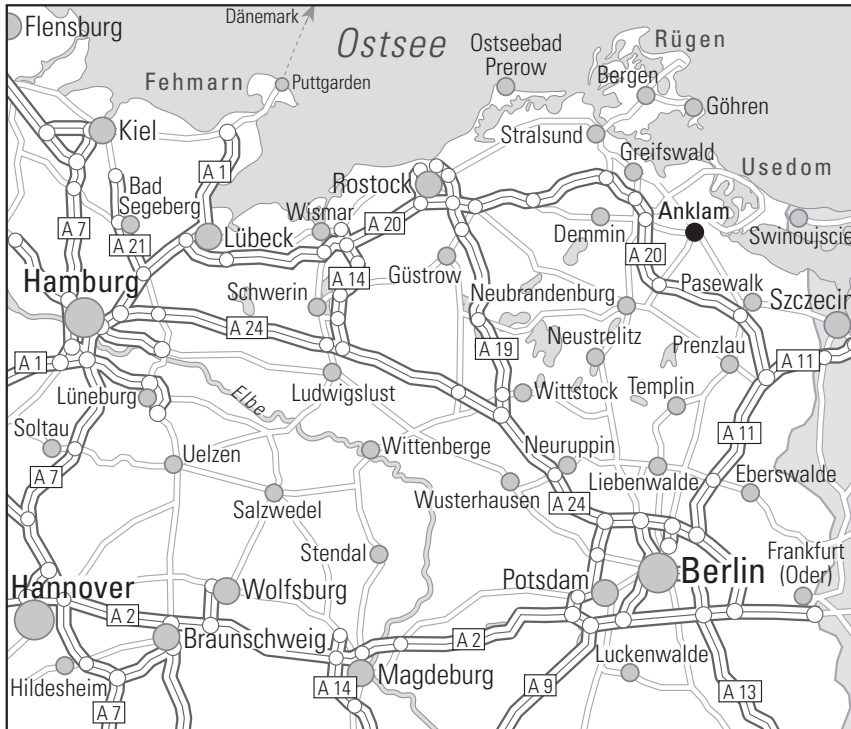 Flensburg
Dänemark
Ostsee
Ostseebad
Prerow
Rügen
Fehmarn
Puttgarden
Bergen
Göhren
Kiel
Stralsund
Greifswald
A 1
Usedom
Bad
Segeberg
Rostock
A 7
Wismar
A 20
Anklam
A 21
Lübeck
Demmin
Swinoujscie
A 20
Güstrow
A 14
Hamburg
Schwerin
Neubrandenburg
Pasewalk
Szczecin
A 24
A 19
Neustrelitz
Prenzlau
A 1
A 11
Ludwigslust
Lüneburg
Elbe
Wittstock
Templin
Soltau
A 11
Uelzen
Wittenberge
Neuruppin
A 7
Liebenwalde
Eberswalde
Wusterhausen
A 24
Salzwedel
Stendal
Frankfurt
(Oder)
Hannover
Wolfsburg
Potsdam
Berlin
A 2
Braunschweig
A 2
Luckenwalde
Hildesheim
Magdeburg
A 14
A 9
A 13
A 7